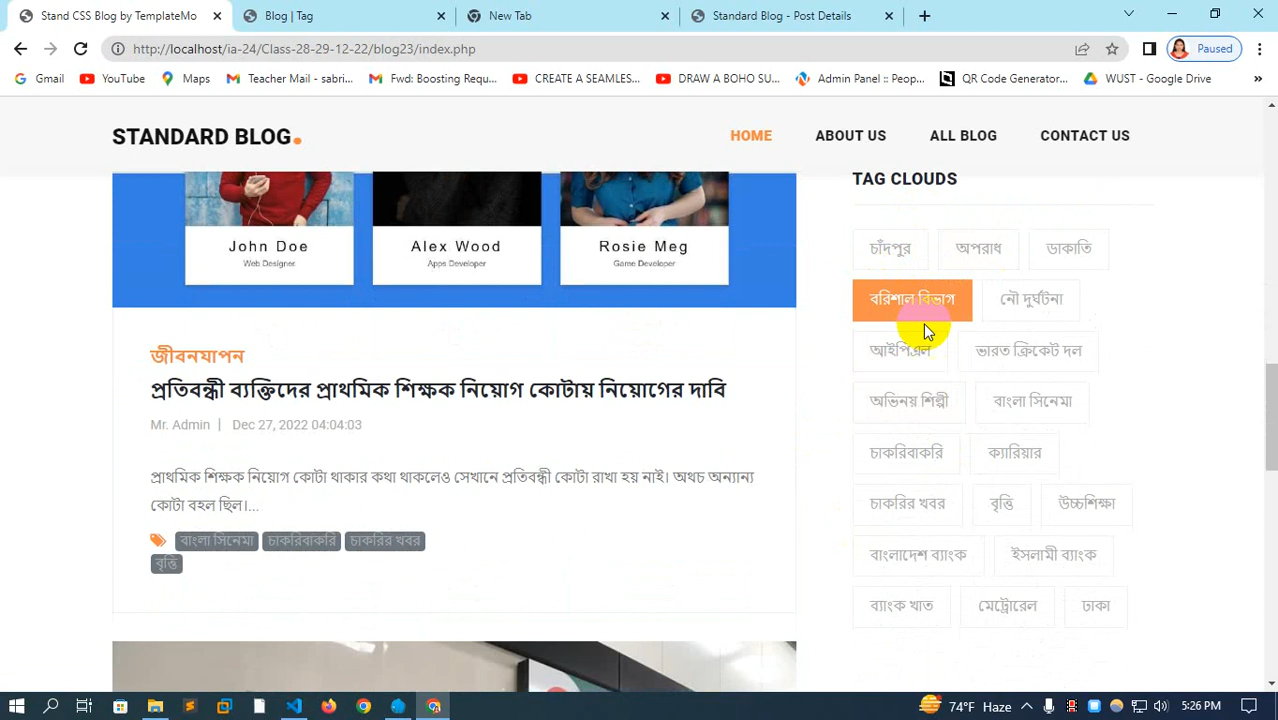 Stand CSS Blog by TemplateMo
Blog | Tag
New Tab
Standard Blog - Post Details
http://localhost/ia-24/Class-28-29-12-22/blog23/index.php
Paused
Gmail
YouTube
Maps
Teacher Mail - sabri...
Fwd: Boosting Requ...
CREATE A SEAMLES...
DRAW A BOHO SU...
Admin Panel :: Peop...
QR Code Generator...
WUST - Google Drive
STANDARD BLOG.
HOME
ABOUT US
ALL BLOG
CONTACT US
John Doe
Web Designer
Alex Wood
Apps Developer
Rosie Meg
Game Developer
জীবনযাপন
প্রতিবন্ধী ব্যক্তিদের প্রাথমিক শিক্ষক নিয়োগ কোটায় নিয়োগের দাবি
Mr. Admin | Dec 27, 2022 04:04:03
প্রাথমিক শিক্ষক নিয়োগ কোটা থাকার কথা থাকলেও সেখানে প্রতিবন্ধী কোটা রাখা হয় নাই। অথচ অন্যান্য
কোটা বহল ছিল।...
বাংলা সিনেমা চাকরিবাকরি চাকরির খবর
বৃত্তি
TAG CLOUDS
চাঁদপুর অপরাধ ডাকাতি
বরিশাল বিভাগ নৌ দুর্ঘটনা
আইপিএল ভারত ক্রিকেট দল
অভিনয় শিল্পী বাংলা সিনেমা
চাকরিবাকরি ক্যারিয়ার
চাকরির খবর বৃত্তি উচ্চশিক্ষা
বাংলাদেশ ব্যাংক ইসলামী ব্যাংক
ব্যাংক খাত মেট্রোরেল ঢাকা
74°F Haze
5:26 PM